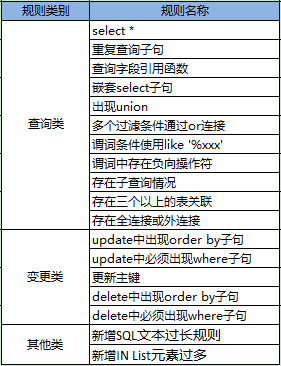 规则类别 规则名称
select *
重复查询子句
查询字段引用函数
嵌套select子句
出现union
查询类 多个过滤条件通过or连接
谓词条件使用like '%xxx'
谓词中存在负向操作符
存在子查询情况
存在三个以上的表关联
存在全连接或外连接
update中出现order by子句
update中必须出现where子句
变更类 更新主键
delete中出现order by子句
delete中必须出现where子句
其他类 新增SQL文本过长规则
新增IN List元素过多